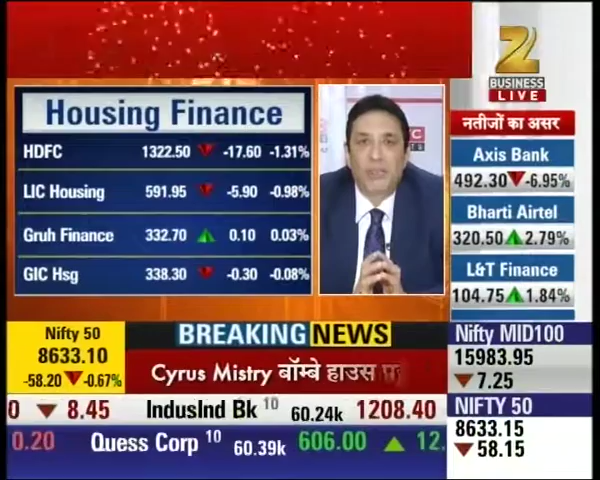 Z
BUSINESS
LIVE
Housing Finance
HDFC 1322.50 -17.60 -1.31%
LIC Housing 591.95 -5.90 -0.98%
Gruh Finance 332.70 0.10 0.03%
GIC Hsg 338.30 -0.30 -0.08%
नतीजों का असर
Axis Bank
492.30 -6.95%
Bharti Airtel
320.50 2.79%
L&T Finance
104.75 1.84%
Nifty 50
8633.10
-58.20 -0.67%
BREAKING NEWS
Cyrus Mistry बॉम्बे हाउस
Nifty MID100
15983.95
7.25
NIFTY 50
8633.15
58.15
0 8.45 IndusInd Bk 10 60.24k 1208.40
0.20 Quess Corp 10 60.39k 606.00 12.